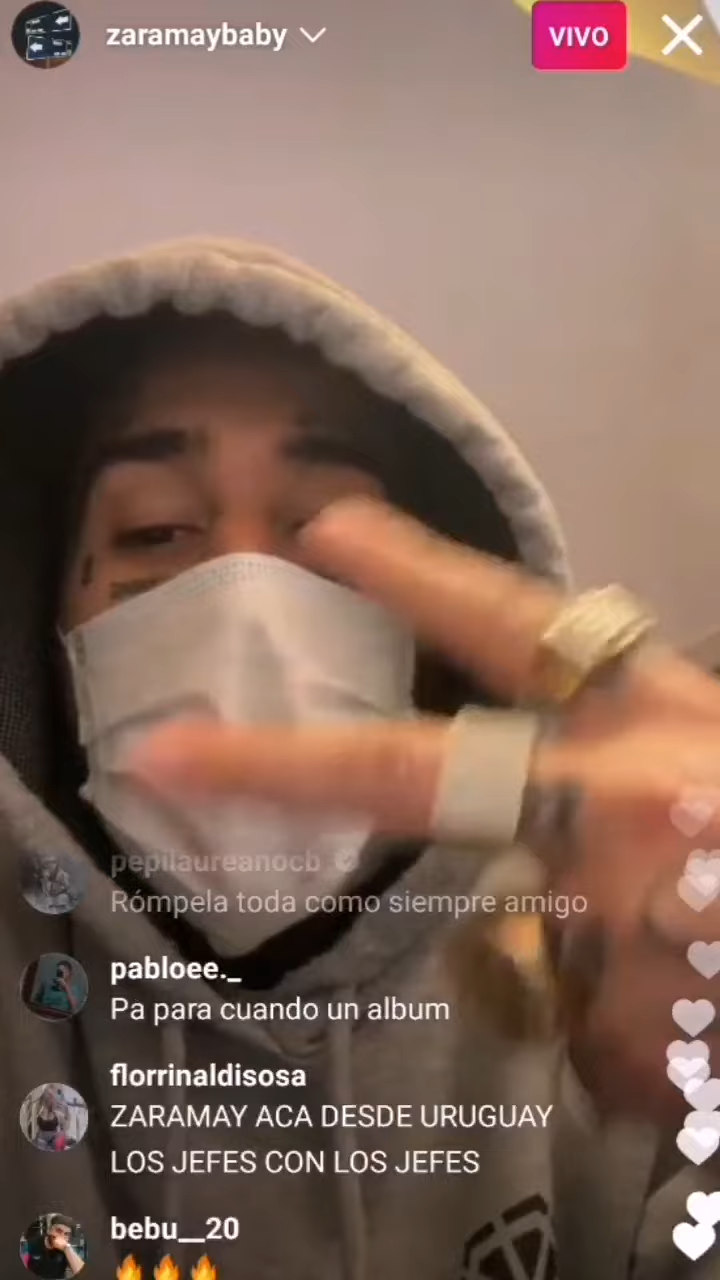 zaramaybaby
VIVO
pepilaureanocb
Rómpela toda como siempre amigo
pabloee._
Pa para cuando un album
florrinaldisosa
ZARAMAY ACA DESDE URUGUAY
LOS JEFES CON LOS JEFES
bebu__20
🔥🔥🔥